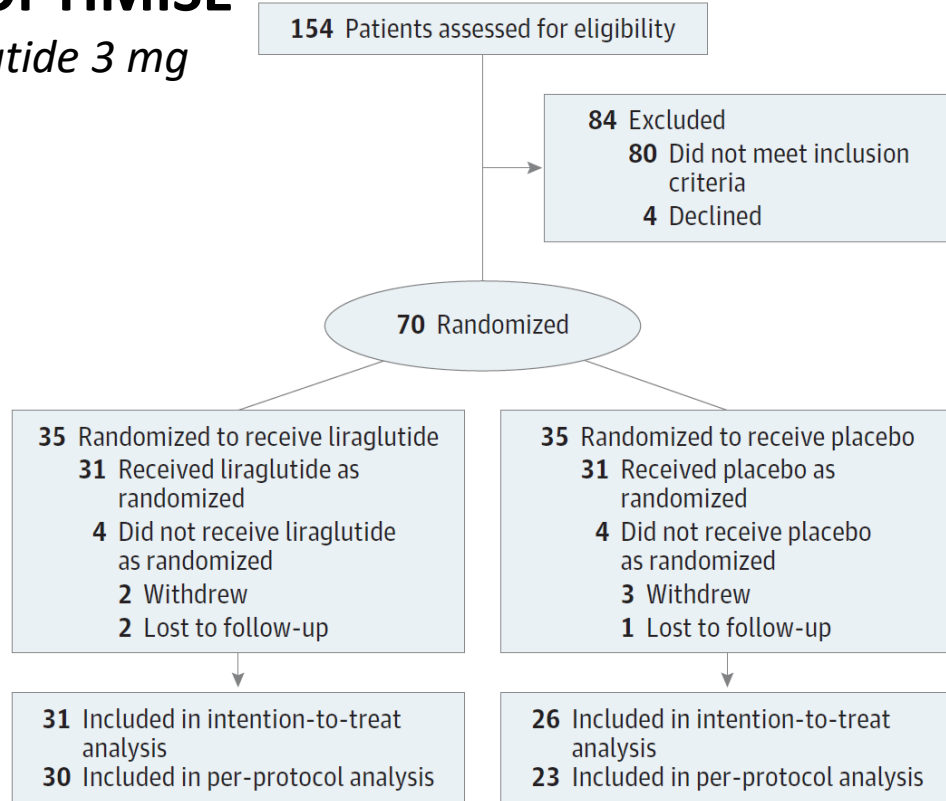 154 Patients assessed for eligibility
3 mg
84 Excluded
80 Did not meet inclusion
criteria
4 Declined
70 Randomized
35 Randomized to receive liraglutide
31 Received liraglutide as
randomized
4 Did not receive liraglutide
as randomized
2 Withdrew
2 Lost to follow-up
35 Randomized to receive placebo
31 Received placebo as
randomized
4 Did not receive placebo
as randomized
3 Withdrew
1 Lost to follow-up
31 Included in intention-to-treat
analysis
30 Included in per-protocol analysis
26 Included in intention-to-treat
analysis
23 Included in per-protocol analysis